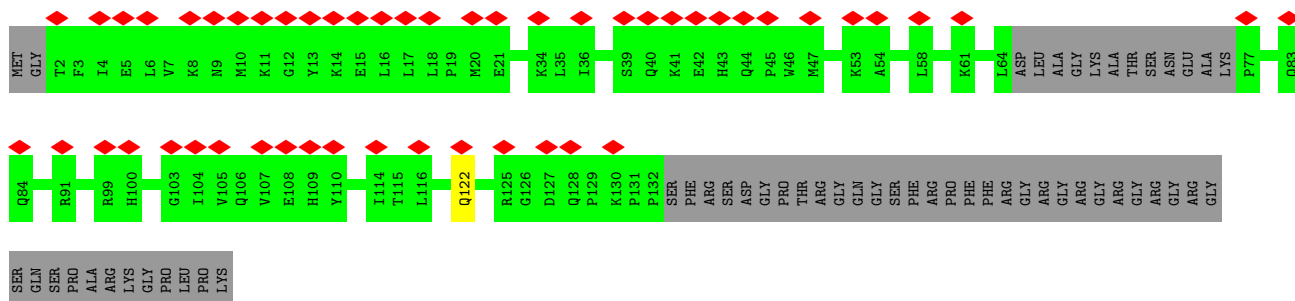 MET GLY T2 F3 I4 E5 L6 V7 K8 N9 M10 K11 G12 Y13 K14 E15 L16 L17 L18 P19 M20 E21 K34 L35 I36 S39 Q40 K41 E42 H43 Q44 P45 W46 M47 K53 A54 L58 K61 L64 ASP LEU ALA GLY LYS ALA THR SER ASN GLU ALA LYS P77 Q83
Q84 R91 R99 H100 G103 I104 V105 Q106 V107 E108 H109 Y110 I114 T115 L116 Q122 R125 G126 D127 Q128 P129 K130 P131 P132 SER PHE ARG SER ASP GLY PRO THR ARG GLY GLN GLY SER PHE ARG PRO PHE PHE ARG GLY ARG GLY ARG GLY ARG GLY ARG GLY ARG GLY
SER GLN SER PRO ALA ARG LYS GLY PRO LEU PRO LYS